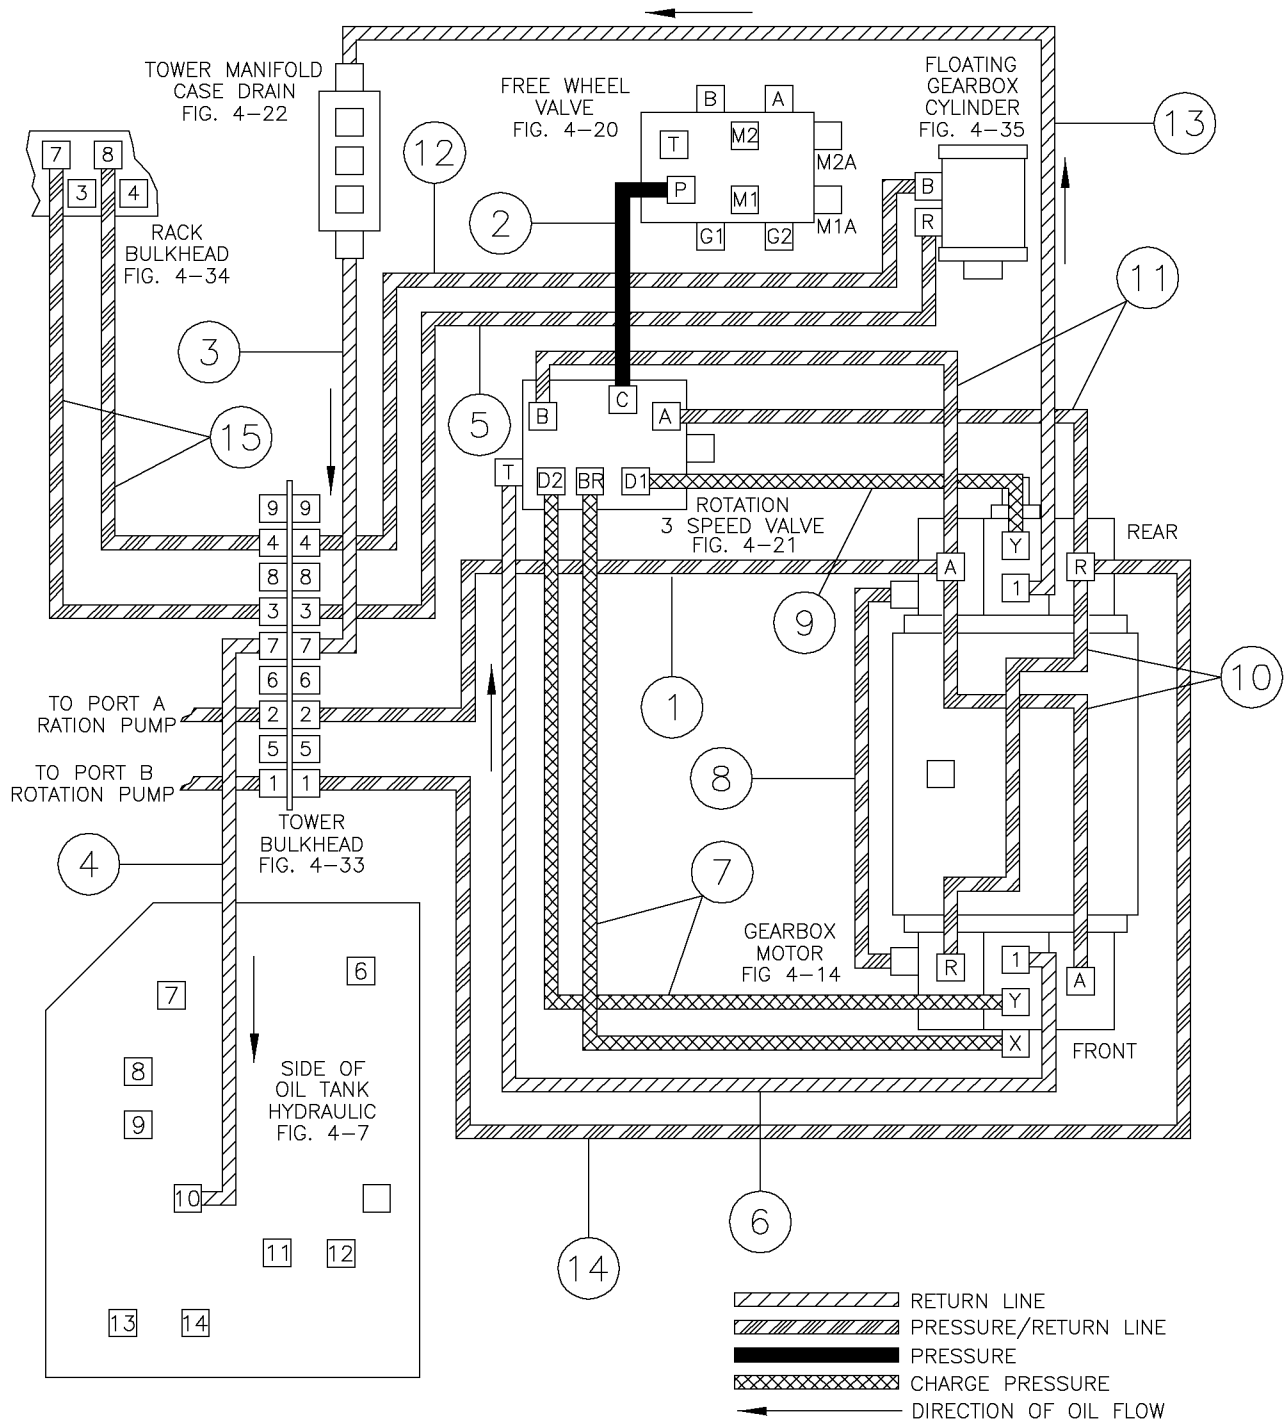 TOWER MANIFOLD
CASE DRAIN
FIG. 4-22
FREE WHEEL
VALVE
FIG. 4-20
B
A
T
M2
M2A
P
M1
M1A
G1
G2
FLOATING
GEARBOX
CYLINDER
FIG. 4-35
B
R
13
12
2
7
8
3
4
RACK
BULKHEAD
FIG. 4-34
11
3
5
15
B
C
A
T
D2
BR
D1
ROTATION
3 SPEED VALVE
FIG. 4-21
9 9
4 4
8 8
3 3
7 7
6 6
2 2
5 5
1 1
TO PORT A
RATION PUMP
TO PORT B
ROTATION PUMP
TOWER
BULKHEAD
FIG. 4-33
Y
REAR
A
R
1
9
10
1
8
4
7
GEARBOX
MOTOR
FIG 4-14
R
1
A
Y
X
FRONT
6
7
8
9
SIDE OF
OIL TANK
HYDRAULIC
FIG. 4-7
10
11
12
13
14
6
14
RETURN LINE
PRESSURE/RETURN LINE
PRESSURE
CHARGE PRESSURE
DIRECTION OF OIL FLOW